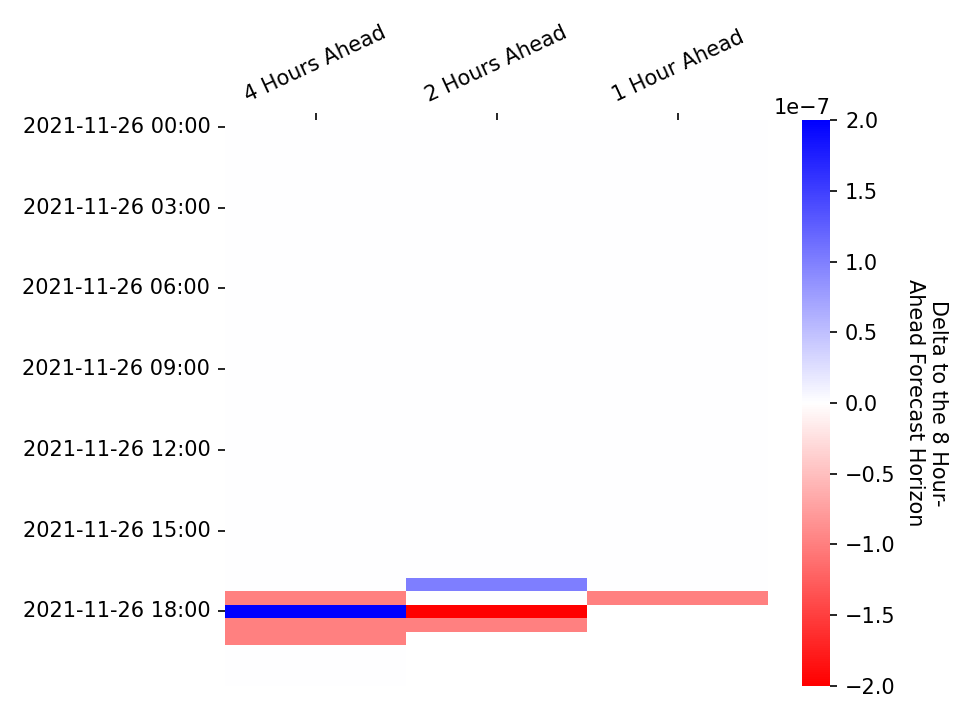 4 Hours Ahead
2 Hours Ahead
1 Hour Ahead
1e−7
2021-11-26 00:00
2021-11-26 03:00
2021-11-26 06:00
2021-11-26 09:00
2021-11-26 12:00
2021-11-26 15:00
2021-11-26 18:00
2.0
1.5
1.0
0.5
0.0
−0.5
−1.0
−1.5
−2.0
Delta to the 8 Hour-
Ahead Forecast Horizon